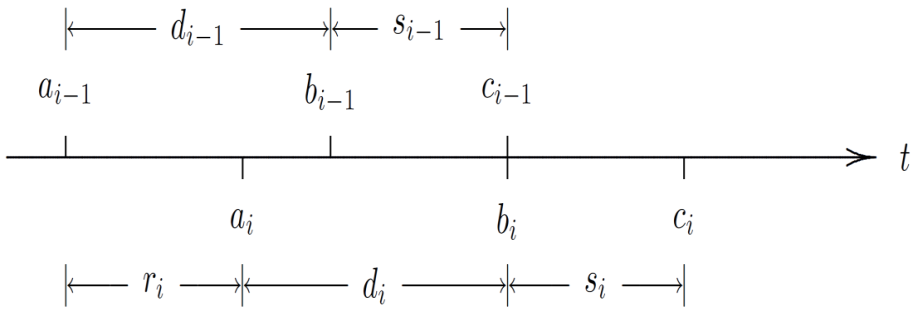 d_{i−1} s_{i−1}
a_{i−1} b_{i−1} c_{i−1}
t
a_i b_i c_i
r_i d_i s_i